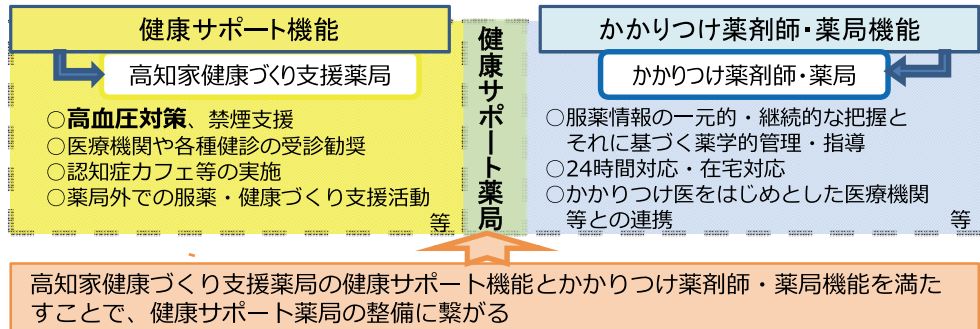 健康サポート機能
高知家健康づくり支援薬局
○高血圧対策、禁煙支援
○医療機関や各種健診の受診勧奨
○認知症カフェ等の実施
○薬局外での服薬・健康づくり支援活動
等
健康サポート薬局
かかりつけ薬剤師・薬局機能
かかりつけ薬剤師・薬局
○服薬情報の一元的・継続的な把握と
それに基づく薬学的管理・指導
○24時間対応・在宅対応
○かかりつけ医をはじめとした医療機関
等との連携
等
高知家健康づくり支援薬局の健康サポート機能とかかりつけ薬剤師・薬局機能を満た
すことで、健康サポート薬局の整備に繋がる